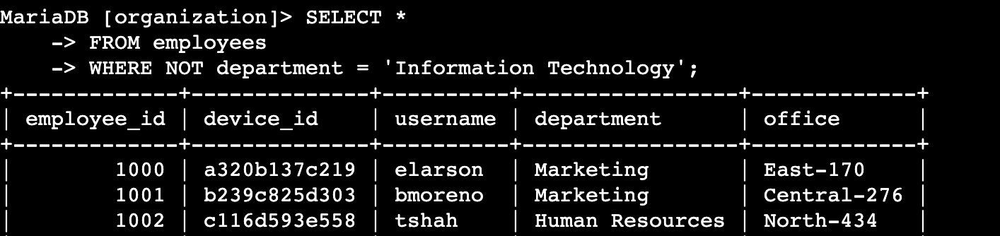 MariaDB [organization]> SELECT *
    -> FROM employees
    -> WHERE NOT department = 'Information Technology';
+-------------+--------------+----------+-----------------+-------------+
| employee_id | device_id    | username | department      | office      |
+-------------+--------------+----------+-----------------+-------------+
|        1000 | a320b137c219 | elarson  | Marketing       | East-170    |
|        1001 | b239c825d303 | bmoreno  | Marketing       | Central-276 |
|        1002 | c116d593e558 | tshah    | Human Resources | North-434   |